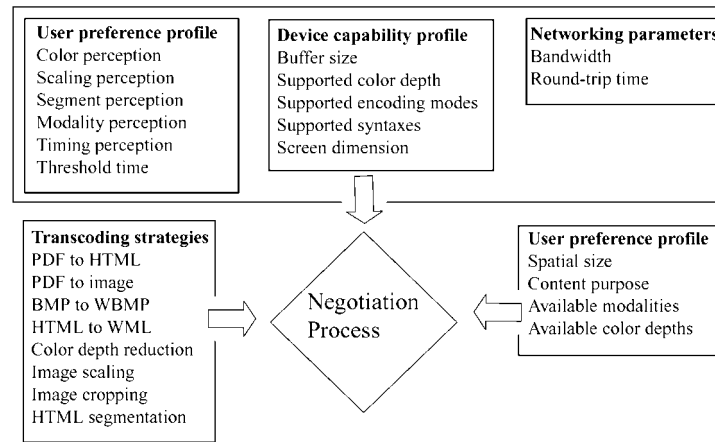 User preference profile
Color perception
Scaling perception
Segment perception
Modality perception
Timing perception
Threshold time
Device capability profile
Buffer size
Supported color depth
Supported encoding modes
Supported syntaxes
Screen dimension
Networking parameters
Bandwidth
Round-trip time
Transcoding strategies
PDF to HTML
PDF to image
BMP to WBMP
HTML to WML
Color depth reduction
Image scaling
Image cropping
HTML segmentation
Negotiation
Process
User preference profile
Spatial size
Content purpose
Available modalities
Available color depths